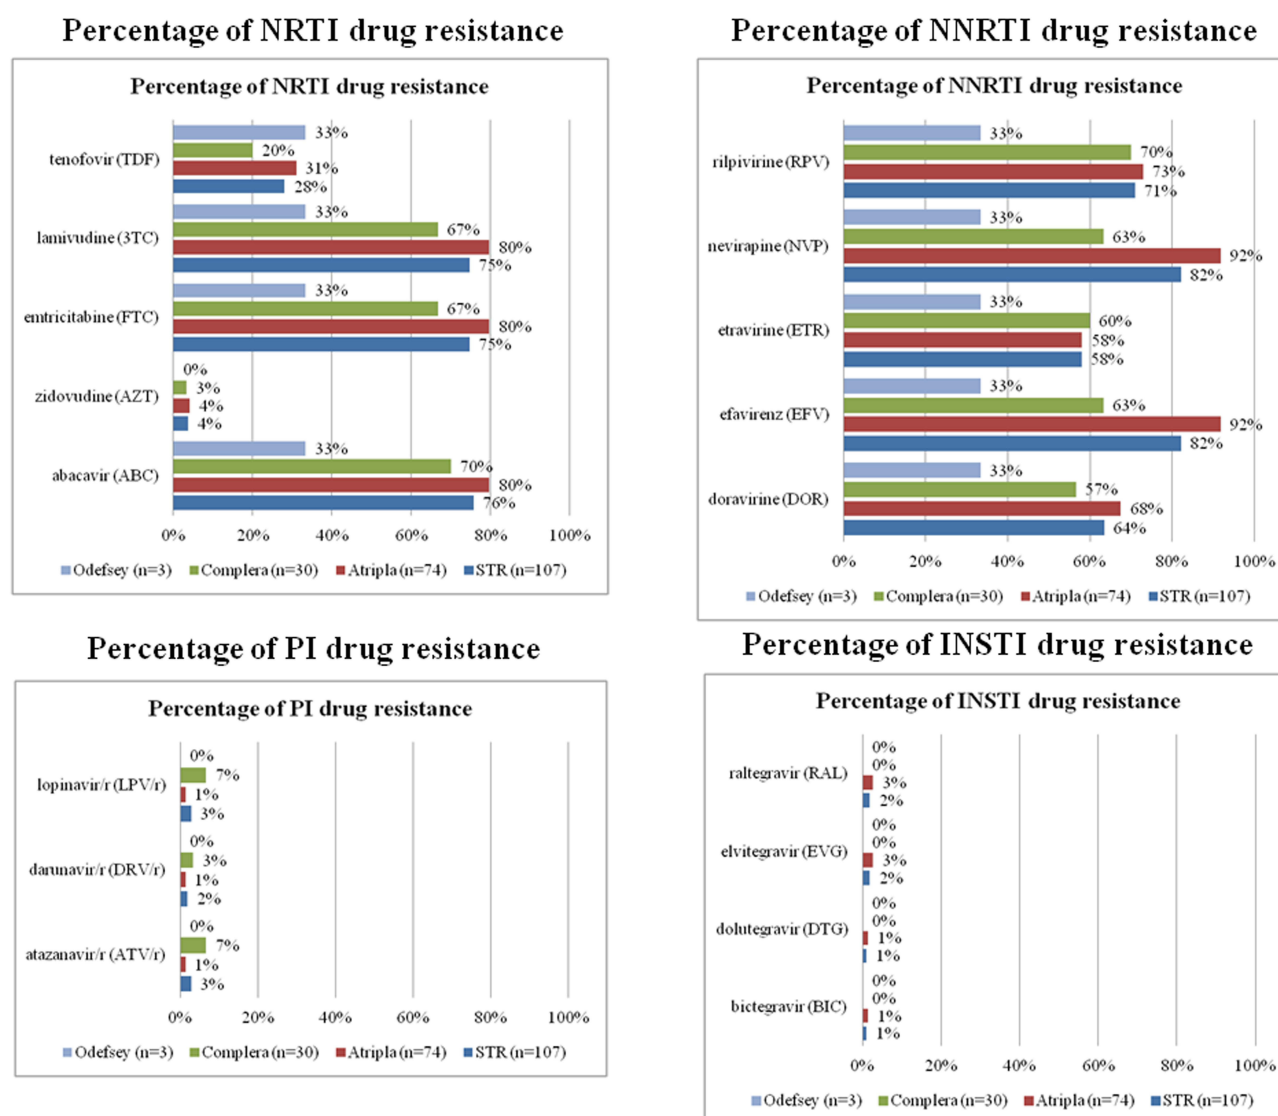 Percentage of NRTI drug resistance
Percentage of NRTI drug resistance
tenofovir (TDF)
33%
20%
31%
28%
lamivudine (3TC)
33%
67%
80%
75%
emtricitabine (FTC)
33%
67%
80%
75%
zidovudine (AZT)
0%
3%
4%
4%
abacavir (ABC)
33%
70%
80%
76%
0% 20% 40% 60% 80% 100%
Odefsey (n=3) Complera (n=30) Atripla (n=74) STR (n=107)
Percentage of NNRTI drug resistance
Percentage of NNRTI drug resistance
rilpivirine (RPV)
33%
70%
73%
71%
nevirapine (NVP)
33%
63%
92%
82%
etravirine (ETR)
33%
60%
58%
58%
efavirenz (EFV)
33%
63%
92%
82%
doravirine (DOR)
33%
57%
68%
64%
0% 20% 40% 60% 80% 100%
Odefsey (n=3) Complera (n=30) Atripla (n=74) STR (n=107)
Percentage of PI drug resistance
Percentage of PI drug resistance
lopinavir/r (LPV/r)
0%
7%
1%
3%
darunavir/r (DRV/r)
0%
3%
1%
2%
atazanavir/r (ATV/r)
0%
7%
1%
3%
0% 20% 40% 60% 80% 100%
Odefsey (n=3) Complera (n=30) Atripla (n=74) STR (n=107)
Percentage of INSTI drug resistance
Percentage of INSTI drug resistance
raltegravir (RAL)
0%
0%
3%
2%
elvitegravir (EVG)
0%
0%
3%
2%
dolutegravir (DTG)
0%
0%
1%
1%
bictegravir (BIC)
0%
0%
1%
1%
0% 20% 40% 60% 80% 100%
Odefsey (n=3) Complera (n=30) Atripla (n=74) STR (n=107)